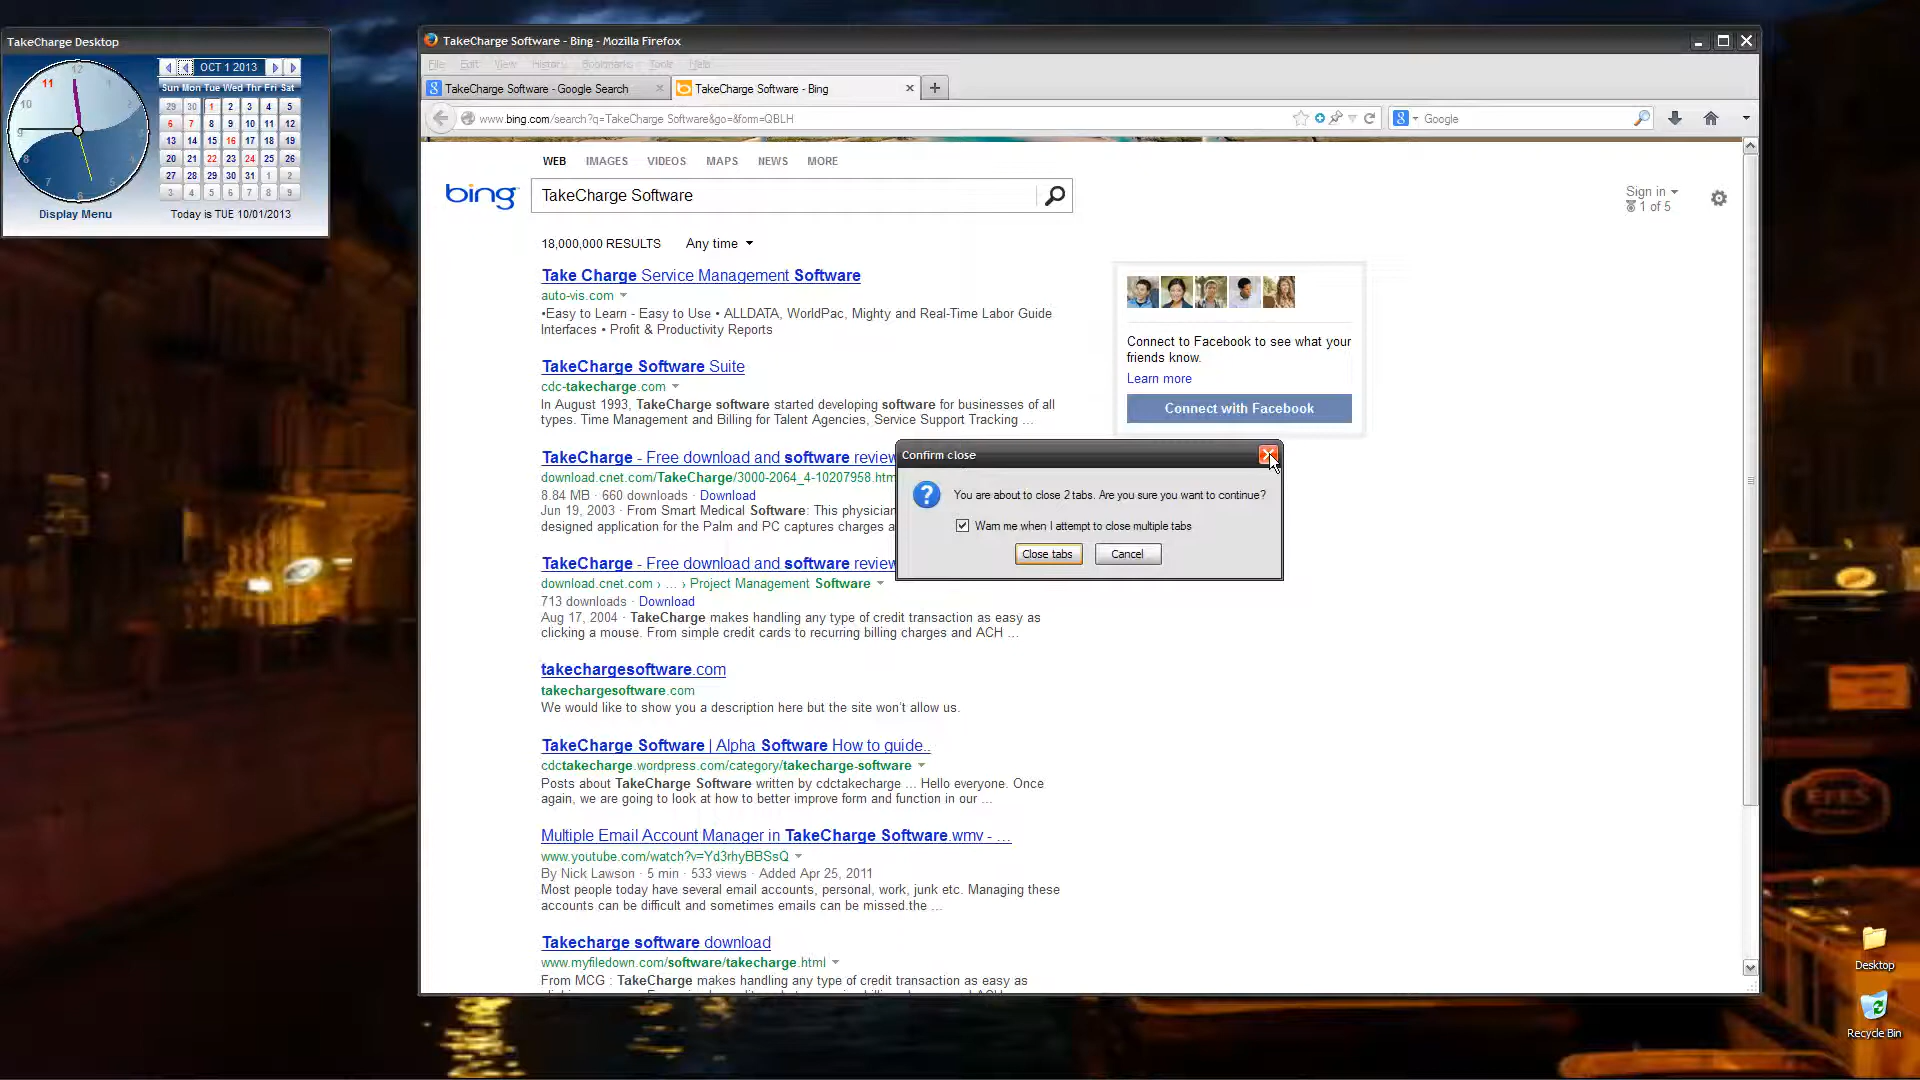 TakeCharge Desktop
12
11
10
9
8
7
6
5
4
OCT 1 2013
Sun Mon Tue Wed Thr Fri Sat
29 30 1 2 3 4 5
6 7 8 9 10 11 12
13 14 15 16 17 18 19
20 21 22 23 24 25 26
27 28 29 30 31 1 2
3 4 5 6 7 8 9
Display Menu
Today is TUE 10/01/2013
TakeCharge Software - Bing - Mozilla Firefox
File Edit View History Bookmarks Tools Help
TakeCharge Software - Google Search
TakeCharge Software - Bing
www.bing.com/search?q=TakeCharge Software&go=&form=QBLH
Google
WEB IMAGES VIDEOS MAPS NEWS MORE
bing
TakeCharge Software
Sign in
1 of 5
18,000,000 RESULTS Any time
Take Charge Service Management Software
auto-vis.com
•Easy to Learn - Easy to Use • ALLDATA, WorldPac, Mighty and Real-Time Labor Guide
Interfaces • Profit & Productivity Reports
TakeCharge Software Suite
cdc-takecharge.com
In August 1993, TakeCharge software started developing software for businesses of all
types. Time Management and Billing for Talent Agencies, Service Support Tracking ...
TakeCharge - Free download and software review
download.cnet.com/TakeCharge/3000-2064_4-10207958.htm
8.84 MB · 660 downloads · Download
Jun 19, 2003 · From Smart Medical Software: This physician
designed application for the Palm and PC captures charges a
TakeCharge - Free download and software review
download.cnet.com › ... › Project Management Software
713 downloads · Download
Aug 17, 2004 · TakeCharge makes handling any type of credit transaction as easy as
clicking a mouse. From simple credit cards to recurring billing charges and ACH ...
takechargesoftware.com
takechargesoftware.com
We would like to show you a description here but the site won't allow us.
TakeCharge Software | Alpha Software How to guide..
cdctakecharge.wordpress.com/category/takecharge-software
Posts about TakeCharge Software written by cdctakecharge ... Hello everyone. Once
again, we are going to look at how to better improve form and function in our ...
Multiple Email Account Manager in TakeCharge Software.wmv - ...
www.youtube.com/watch?v=Yd3rhyBBSsQ
By Nick Lawson · 5 min · 533 views · Added Apr 25, 2011
Most people today have several email accounts, personal, work, junk etc. Managing these
accounts can be difficult and sometimes emails can be missed.the ...
Takecharge software download
www.myfiledown.com/software/takecharge.html
From MCG : TakeCharge makes handling any type of credit transaction as easy as
Connect to Facebook to see what your
friends know.
Learn more
Connect with Facebook
Confirm close
You are about to close 2 tabs. Are you sure you want to continue?
Warn me when I attempt to close multiple tabs
Close tabs
Cancel
EFES
Desktop
Recycle Bin